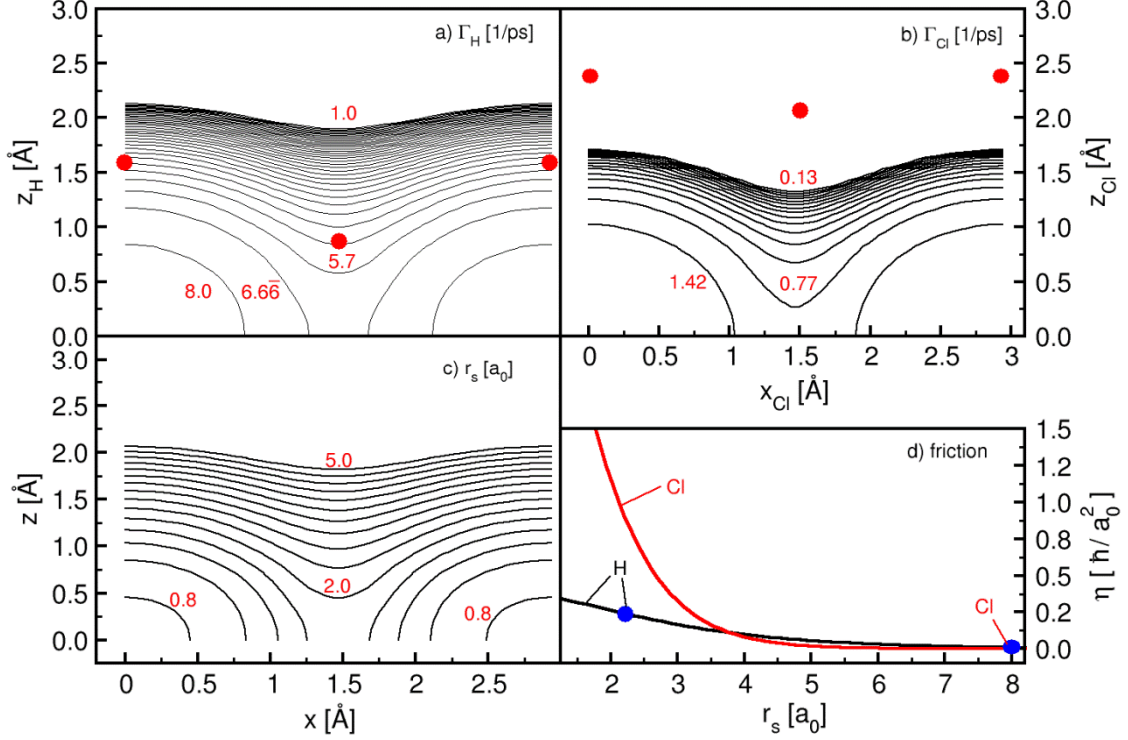 a) Γ_H [1/ps]
3.0
2.5
2.0
1.5
1.0
0.5
0.0
z_H [Å]
1.0
5.7
8.0
6.66̅
b) Γ_Cl [1/ps]
3.0
2.5
2.0
1.5
1.0
0.5
0.0
z_Cl [Å]
0.13
1.42
0.77
0 0.5 1 1.5 2 2.5 3
x_Cl [Å]
c) r_s [a_0]
3.0
2.5
2.0
1.5
1.0
0.5
0.0
z [Å]
5.0
2.0
0.8
0.8
0 0.5 1 1.5 2 2.5
x [Å]
d) friction
1.5
1.2
1.0
0.8
0.5
0.2
0.0
η [ ħ / a_0^2 ]
Cl
H
Cl
2 3 4 5 6 7 8
r_s [a_0]